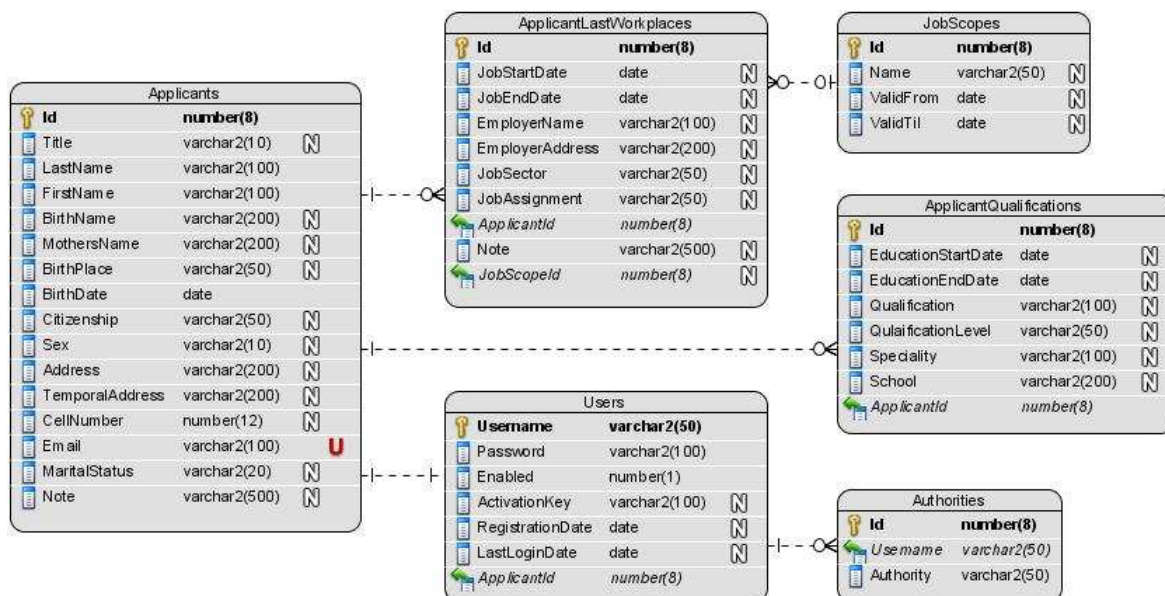 Applicants
Id number(8)
Title varchar2(10) N
LastName varchar2(100)
FirstName varchar2(100)
BirthName varchar2(200) N
MothersName varchar2(200) N
BirthPlace varchar2(50) N
BirthDate date
Citizenship varchar2(50) N
Sex varchar2(10) N
Address varchar2(200) N
TemporalAddress varchar2(200) N
CellNumber number(12) N
Email varchar2(100) U
MaritalStatus varchar2(20) N
Note varchar2(500) N
ApplicantLastWorkplaces
Id number(8)
JobStartDate date N
JobEndDate date N
EmployerName varchar2(100) N
EmployerAddress varchar2(200) N
JobSector varchar2(50) N
JobAssignment varchar2(50) N
ApplicantId number(8)
Note varchar2(500) N
JobScopeId number(8) N
JobScopes
Id number(8)
Name varchar2(50) N
ValidFrom date N
ValidTil date N
ApplicantQualifications
Id number(8)
EducationStartDate date N
EducationEndDate date N
Qualification varchar2(100) N
QulaificationLevel varchar2(50) N
Speciality varchar2(100) N
School varchar2(200) N
ApplicantId number(8)
Users
Username varchar2(50)
Password varchar2(100)
Enabled number(1)
ActivationKey varchar2(100) N
RegistrationDate date N
LastLoginDate date N
ApplicantId number(8)
Authorities
Id number(8)
Username varchar2(50)
Authority varchar2(50)